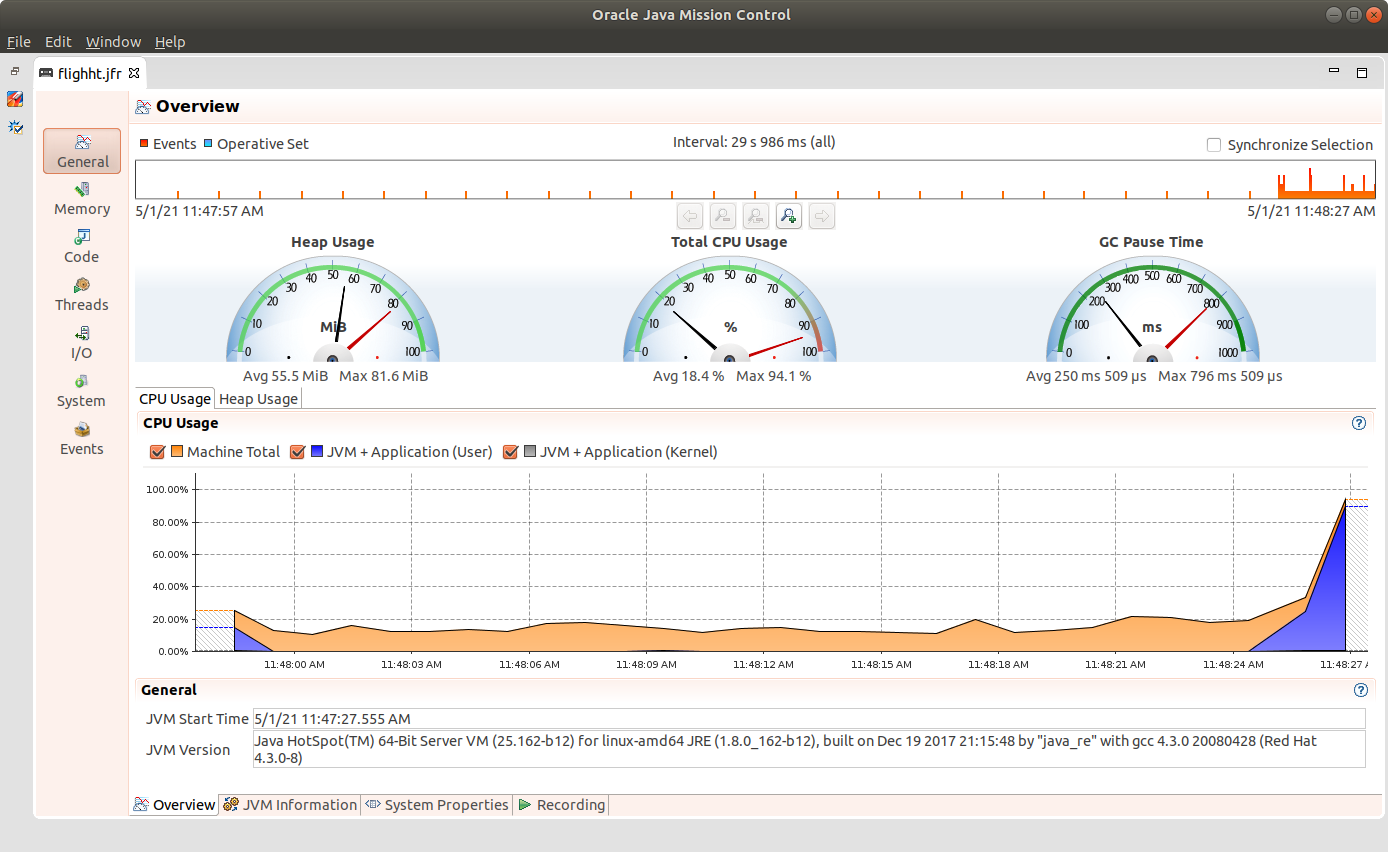 Oracle Java Mission Control
File Edit Window Help
flighht.jfr
Overview
Events Operative Set
Interval: 29 s 986 ms (all)
Synchronize Selection
5/1/21 11:47:57 AM
5/1/21 11:48:27 AM
General
Memory
Code
Threads
I/O
System
Events
Heap Usage
0 10 20 30 40 50 60 70 80 90 100
MiB
Avg 55.5 MiB Max 81.6 MiB
Total CPU Usage
0 10 20 30 40 50 60 70 80 90 100
%
Avg 18.4 % Max 94.1 %
GC Pause Time
0 100 200 300 400 500 600 700 800 900 1000
ms
Avg 250 ms 509 µs Max 796 ms 509 µs
CPU Usage Heap Usage
CPU Usage
Machine Total JVM + Application (User) JVM + Application (Kernel)
100.00%
80.00%
60.00%
40.00%
20.00%
0.00%
11:48:00 AM 11:48:03 AM 11:48:06 AM 11:48:09 AM 11:48:12 AM 11:48:15 AM 11:48:18 AM 11:48:21 AM 11:48:24 AM 11:48:27 A
General
JVM Start Time 5/1/21 11:47:27.555 AM
JVM Version Java HotSpot(TM) 64-Bit Server VM (25.162-b12) for linux-amd64 JRE (1.8.0_162-b12), built on Dec 19 2017 21:15:48 by "java_re" with gcc 4.3.0 20080428 (Red Hat
4.3.0-8)
Overview JVM Information System Properties Recording